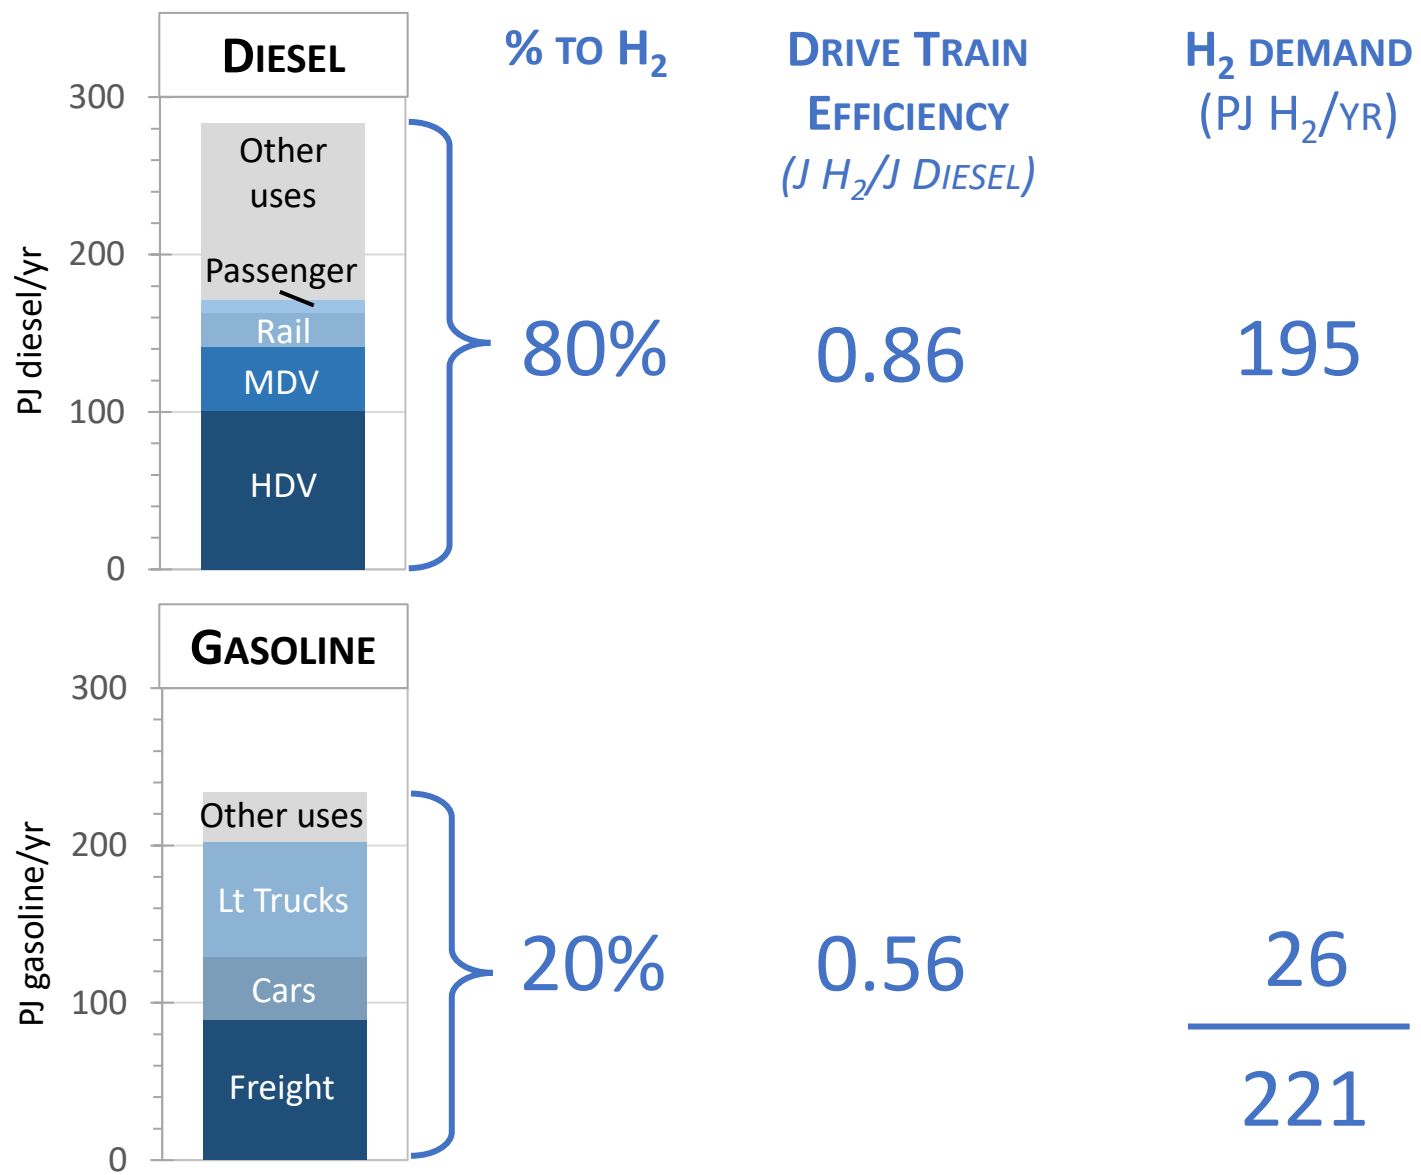 DIESEL
% TO H₂
DRIVE TRAIN
EFFICIENCY
(J H₂/J DIESEL)
H₂ DEMAND
(PJ H₂/YR)
PJ diesel/yr
300
200
100
0
Other
uses
Passenger
Rail
MDV
HDV
80%
0.86
195
GASOLINE
PJ gasoline/yr
300
200
100
0
Other uses
Lt Trucks
Cars
Freight
20%
0.56
26
221